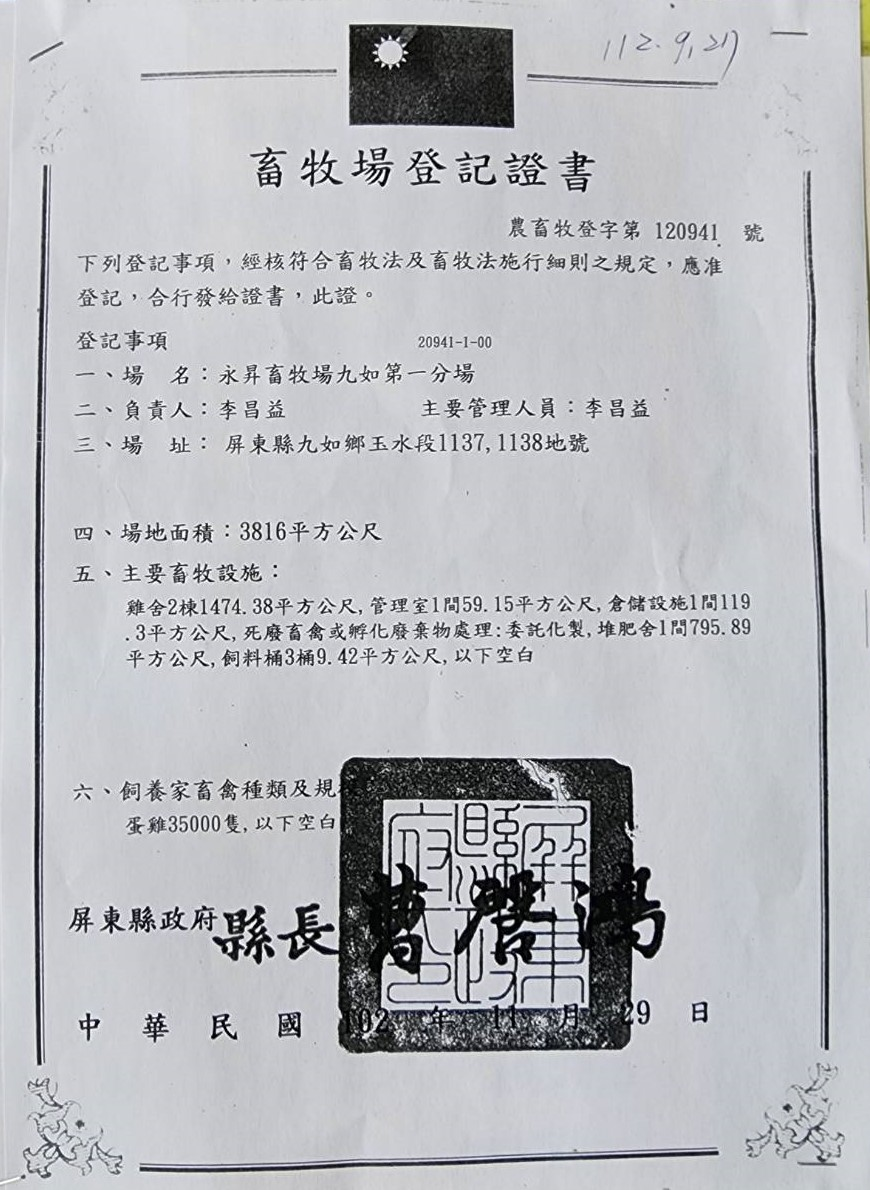 112.9.27
畜牧場登記證書
農畜牧登字第 120941 號
下列登記事項，經核符合畜牧法及畜牧法施行細則之規定，應准
登記，合行發給證書，此證。
登記事項 20941-1-00
一、場 名：永昇畜牧場九如第一分場
二、負責人：李昌益 主要管理人員：李昌益
三、場 址： 屏東縣九如鄉玉水段1137,1138地號
四、場地面積：3816平方公尺
五、主要畜牧設施：
雞舍2棟1474.38平方公尺,管理室1間59.15平方公尺,倉儲設施1間119
.3平方公尺,死廢畜禽或孵化廢棄物處理:委託化製,堆肥舍1間795.89
平方公尺,飼料桶3桶9.42平方公尺,以下空白
六、飼養家畜禽種類及規模
蛋雞35000隻,以下空白
屏東縣政府 縣長 曹啓鴻
屏東縣政府之印
中華民國 102 年 11 月 29 日